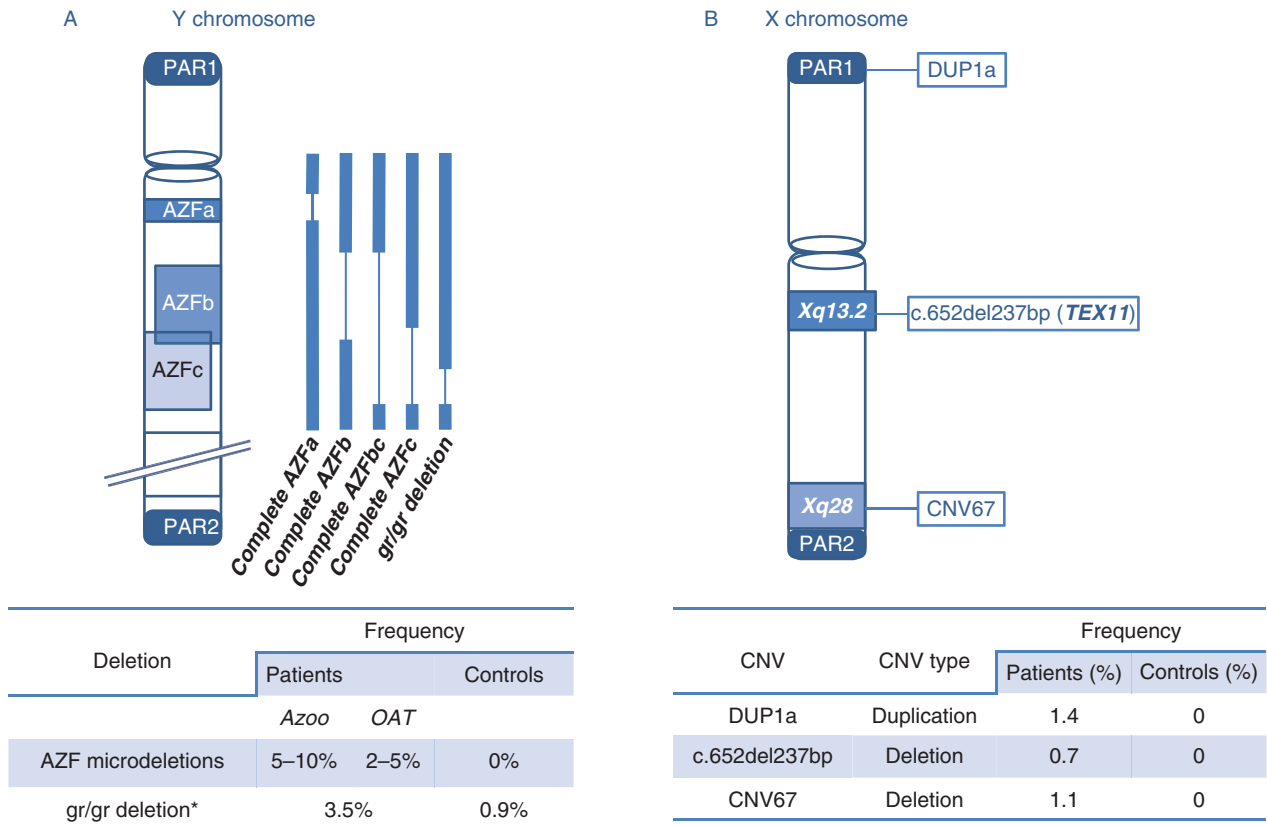 A Y chromosome
PAR1
AZFa
AZFb
AZFc
PAR2
Complete AZFa
Complete AZFb
Complete AZFbc
Complete AZFc
gr/gr deletion
Deletion Frequency
Patients Controls
Azoo OAT
AZF microdeletions 5–10% 2–5% 0%
gr/gr deletion* 3.5% 0.9%
B X chromosome
PAR1 DUP1a
Xq13.2 c.652del237bp (TEX11)
Xq28 CNV67
PAR2
CNV CNV type Frequency
Patients (%) Controls (%)
DUP1a Duplication 1.4 0
c.652del237bp Deletion 0.7 0
CNV67 Deletion 1.1 0